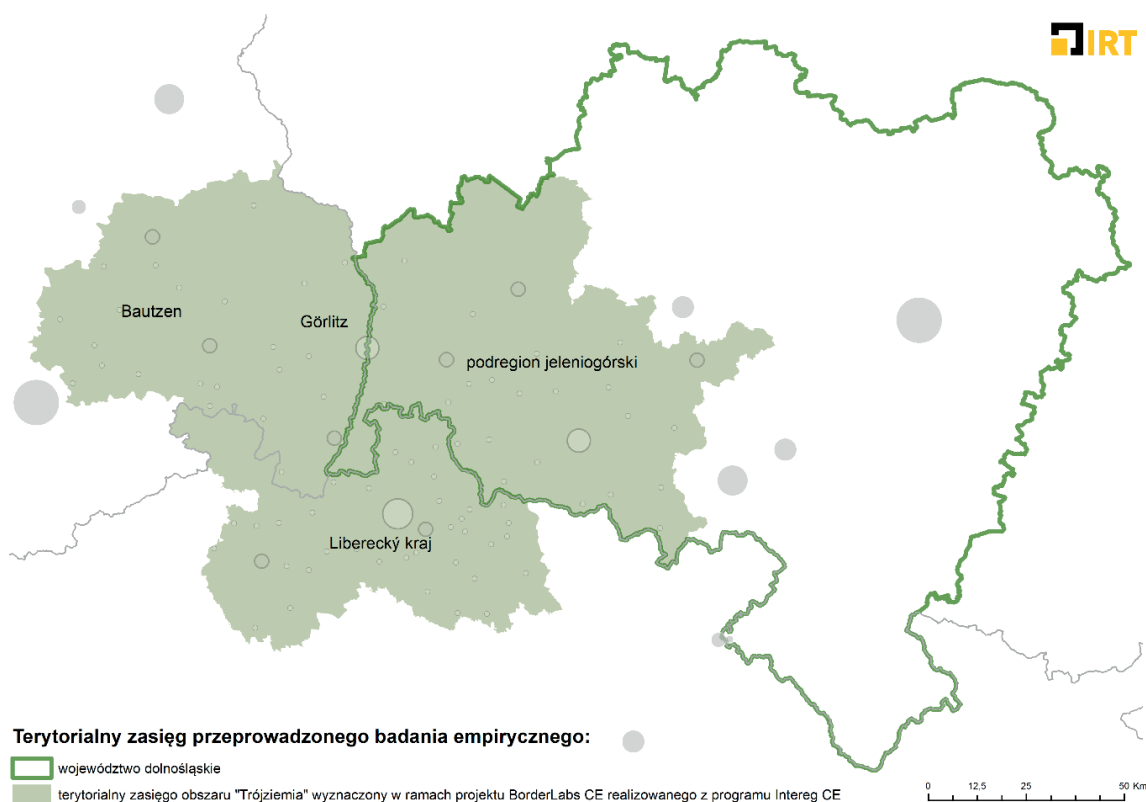 IRT
Bautzen
Görlitz
podregion jeleniogórski
Liberecký kraj
Terytorialny zasięg przeprowadzonego badania empirycznego:
województwo dolnośląskie
terytorialny zasięgo obszaru "Trójziemia" wyznaczony w ramach projektu BorderLabs CE realizowanego z programu Intereg CE
0 12,5 25 50 Km